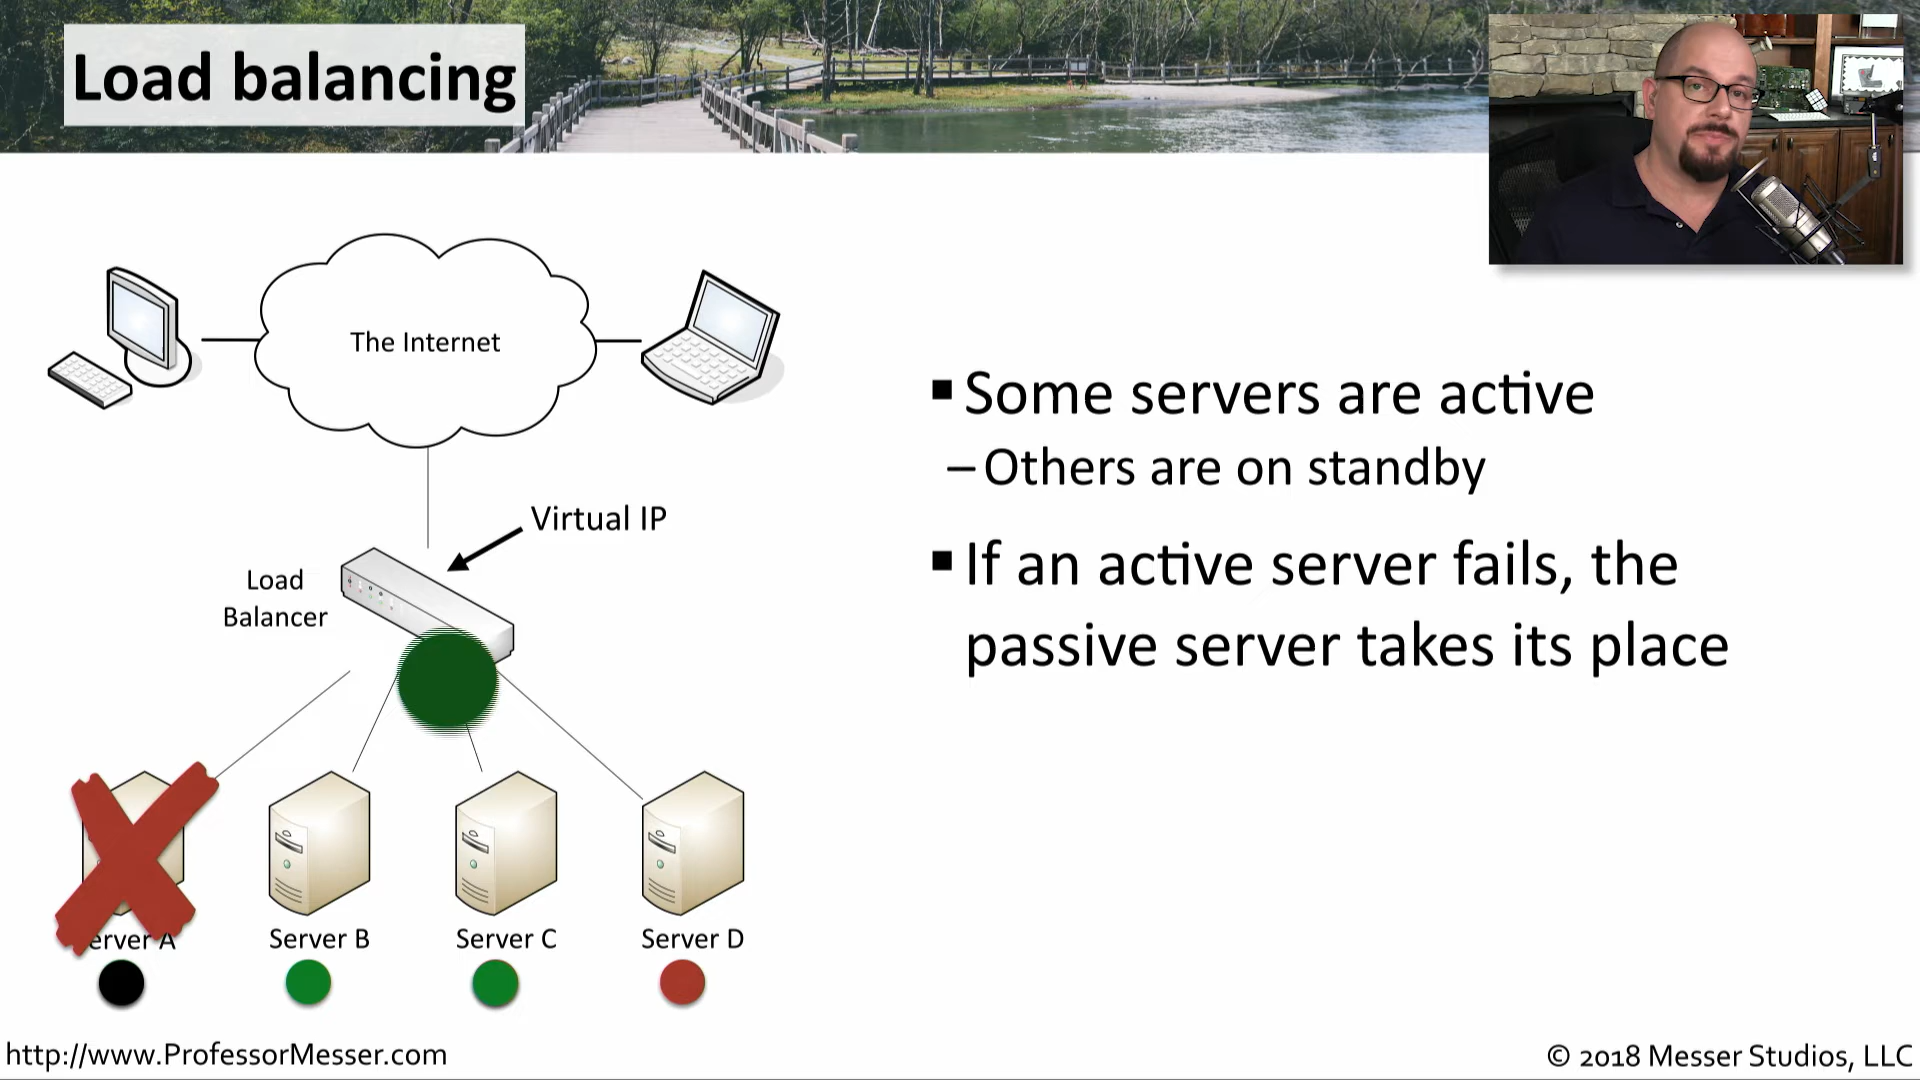 Load balancing
The Internet
Virtual IP
Load
Balancer
▪ Some servers are active
– Others are on standby
▪ If an active server fails, the
passive server takes its place
erver A
Server B
Server C
Server D
http://www.ProfessorMesser.com
© 2018 Messer Studios, LLC